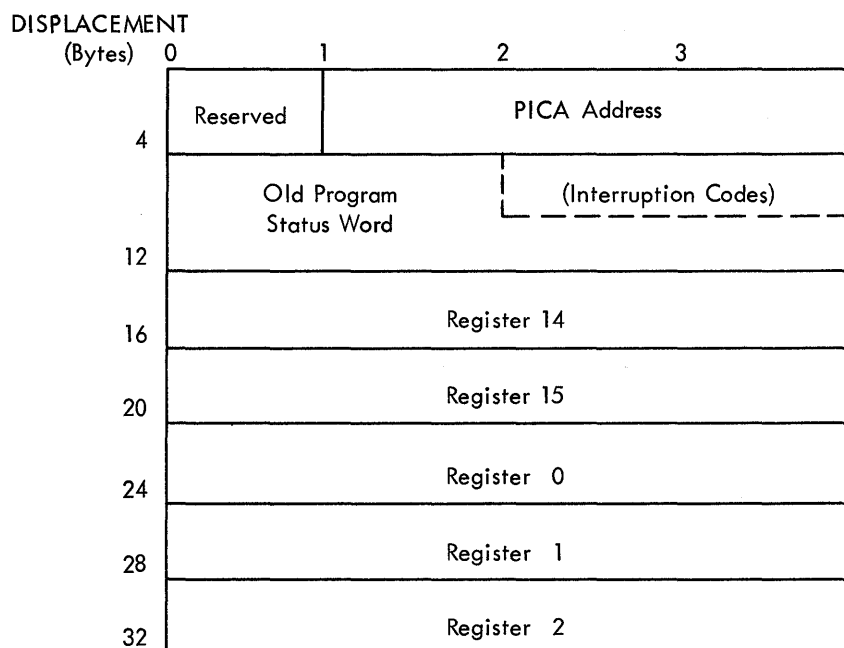 DISPLACEMENT
(Bytes) 0 1 2 3
Reserved PICA Address
4
Old Program (Interruption Codes)
Status Word
12
Register 14
16
Register 15
20
Register 0
24
Register 1
28
Register 2
32